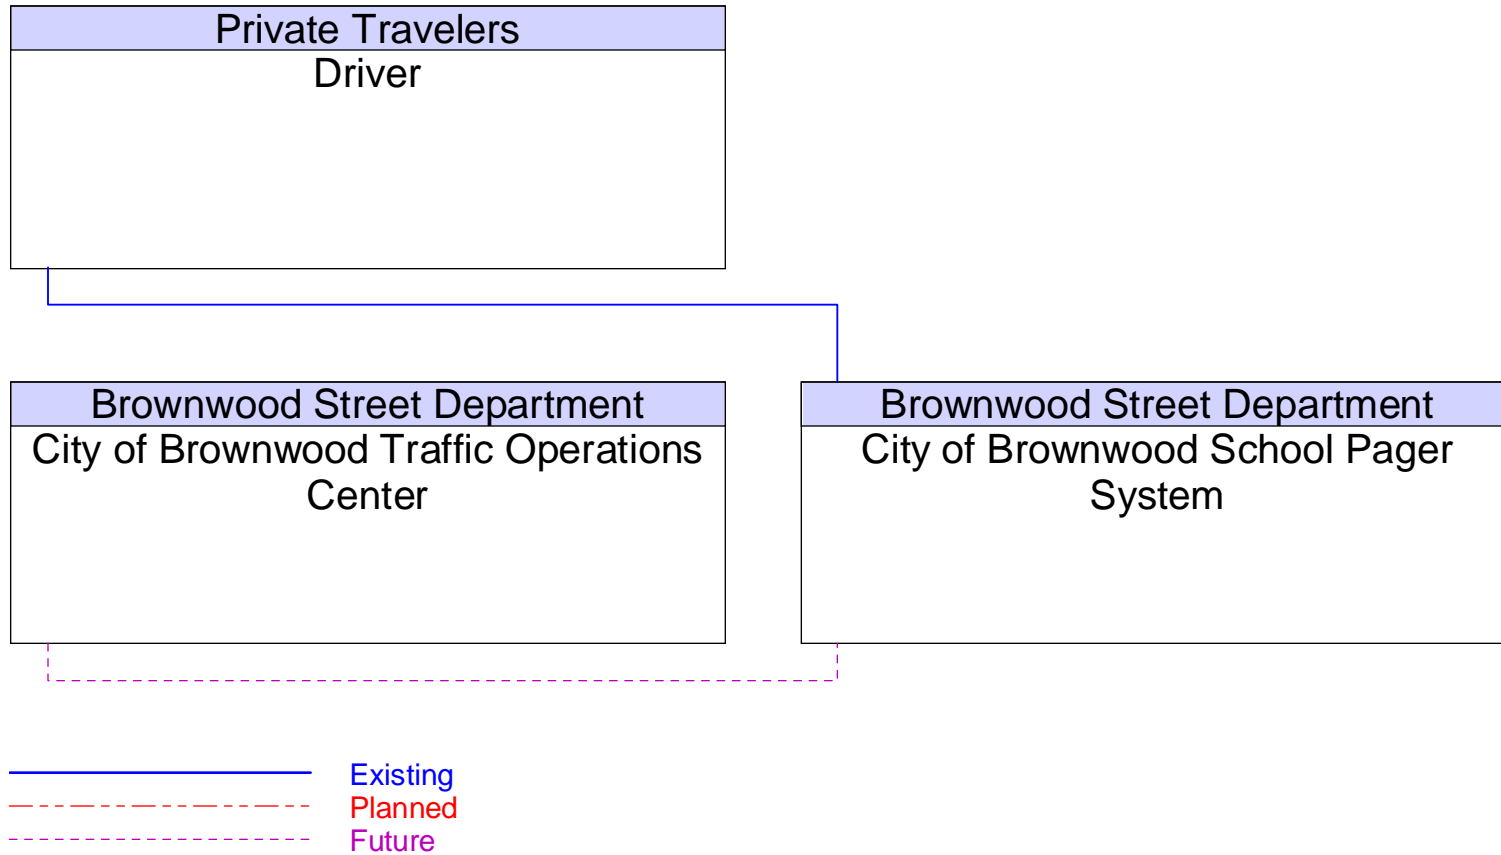 Private Travelers
Driver
Brownwood Street Department
City of Brownwood Traffic Operations
Center
Brownwood Street Department
City of Brownwood School Pager
System
Existing
Planned
Future